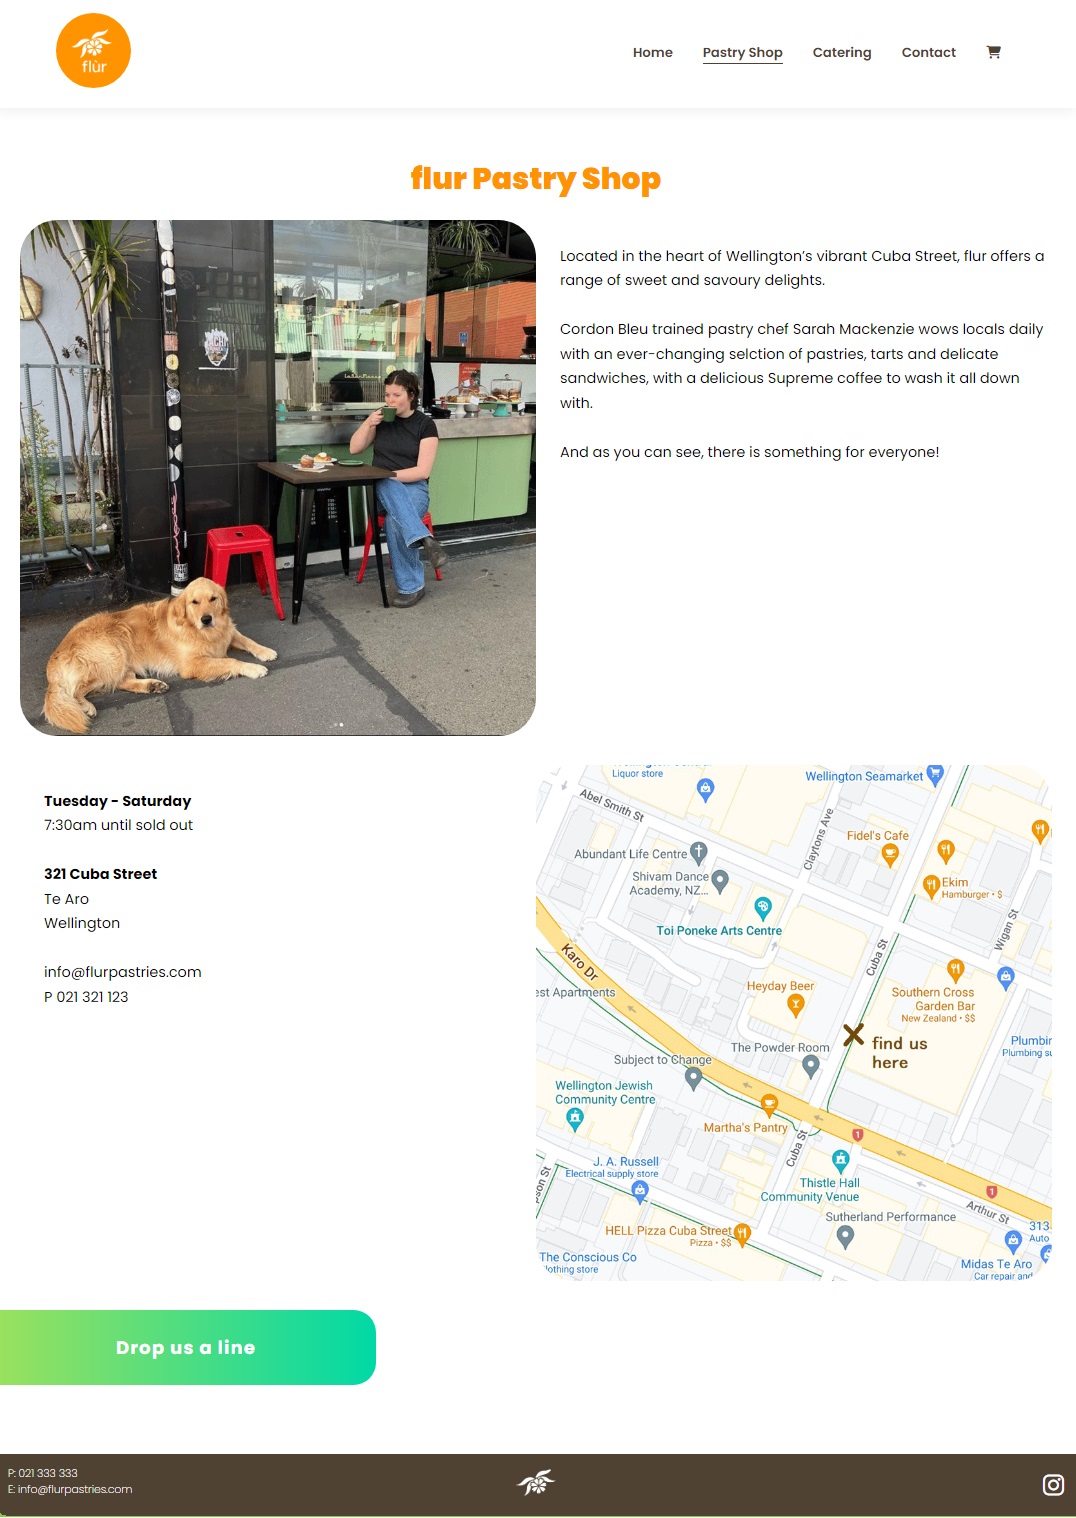 flùr
Home
Pastry Shop
Catering
Contact
flur Pastry Shop
Located in the heart of Wellington's vibrant Cuba Street, flur offers a
range of sweet and savoury delights.
Cordon Bleu trained pastry chef Sarah Mackenzie wows locals daily
with an ever-changing selction of pastries, tarts and delicate
sandwiches, with a delicious Supreme coffee to wash it all down
with.
And as you can see, there is something for everyone!
Tuesday - Saturday
7:30am until sold out
321 Cuba Street
Te Aro
Wellington
info@flurpastries.com
P 021 321 123
Liquor store
Wellington Seamarket
Abel Smith St
Claytons Ave
Fidel's Cafe
Abundant Life Centre
Shivam Dance
Academy, NZ...
Ekim
Hamburger • $
Toi Poneke Arts Centre
Wigan St
Karo Dr
Cuba St
est Apartments
Heyday Beer
Southern Cross
Garden Bar
New Zealand • $$
find us
here
The Powder Room
Plumbin
Plumbing su
Subject to Change
Wellington Jewish
Community Centre
Martha's Pantry
1
Cuba St
J. A. Russell
Electrical supply store
pson St
Thistle Hall
Community Venue
1
Arthur St
Sutherland Performance
HELL Pizza Cuba Street
Pizza • $$
313
Auto
The Conscious Co
lothing store
Midas Te Aro
Car repair and
Drop us a line
P: 021 333 333
E: info@flurpastries.com